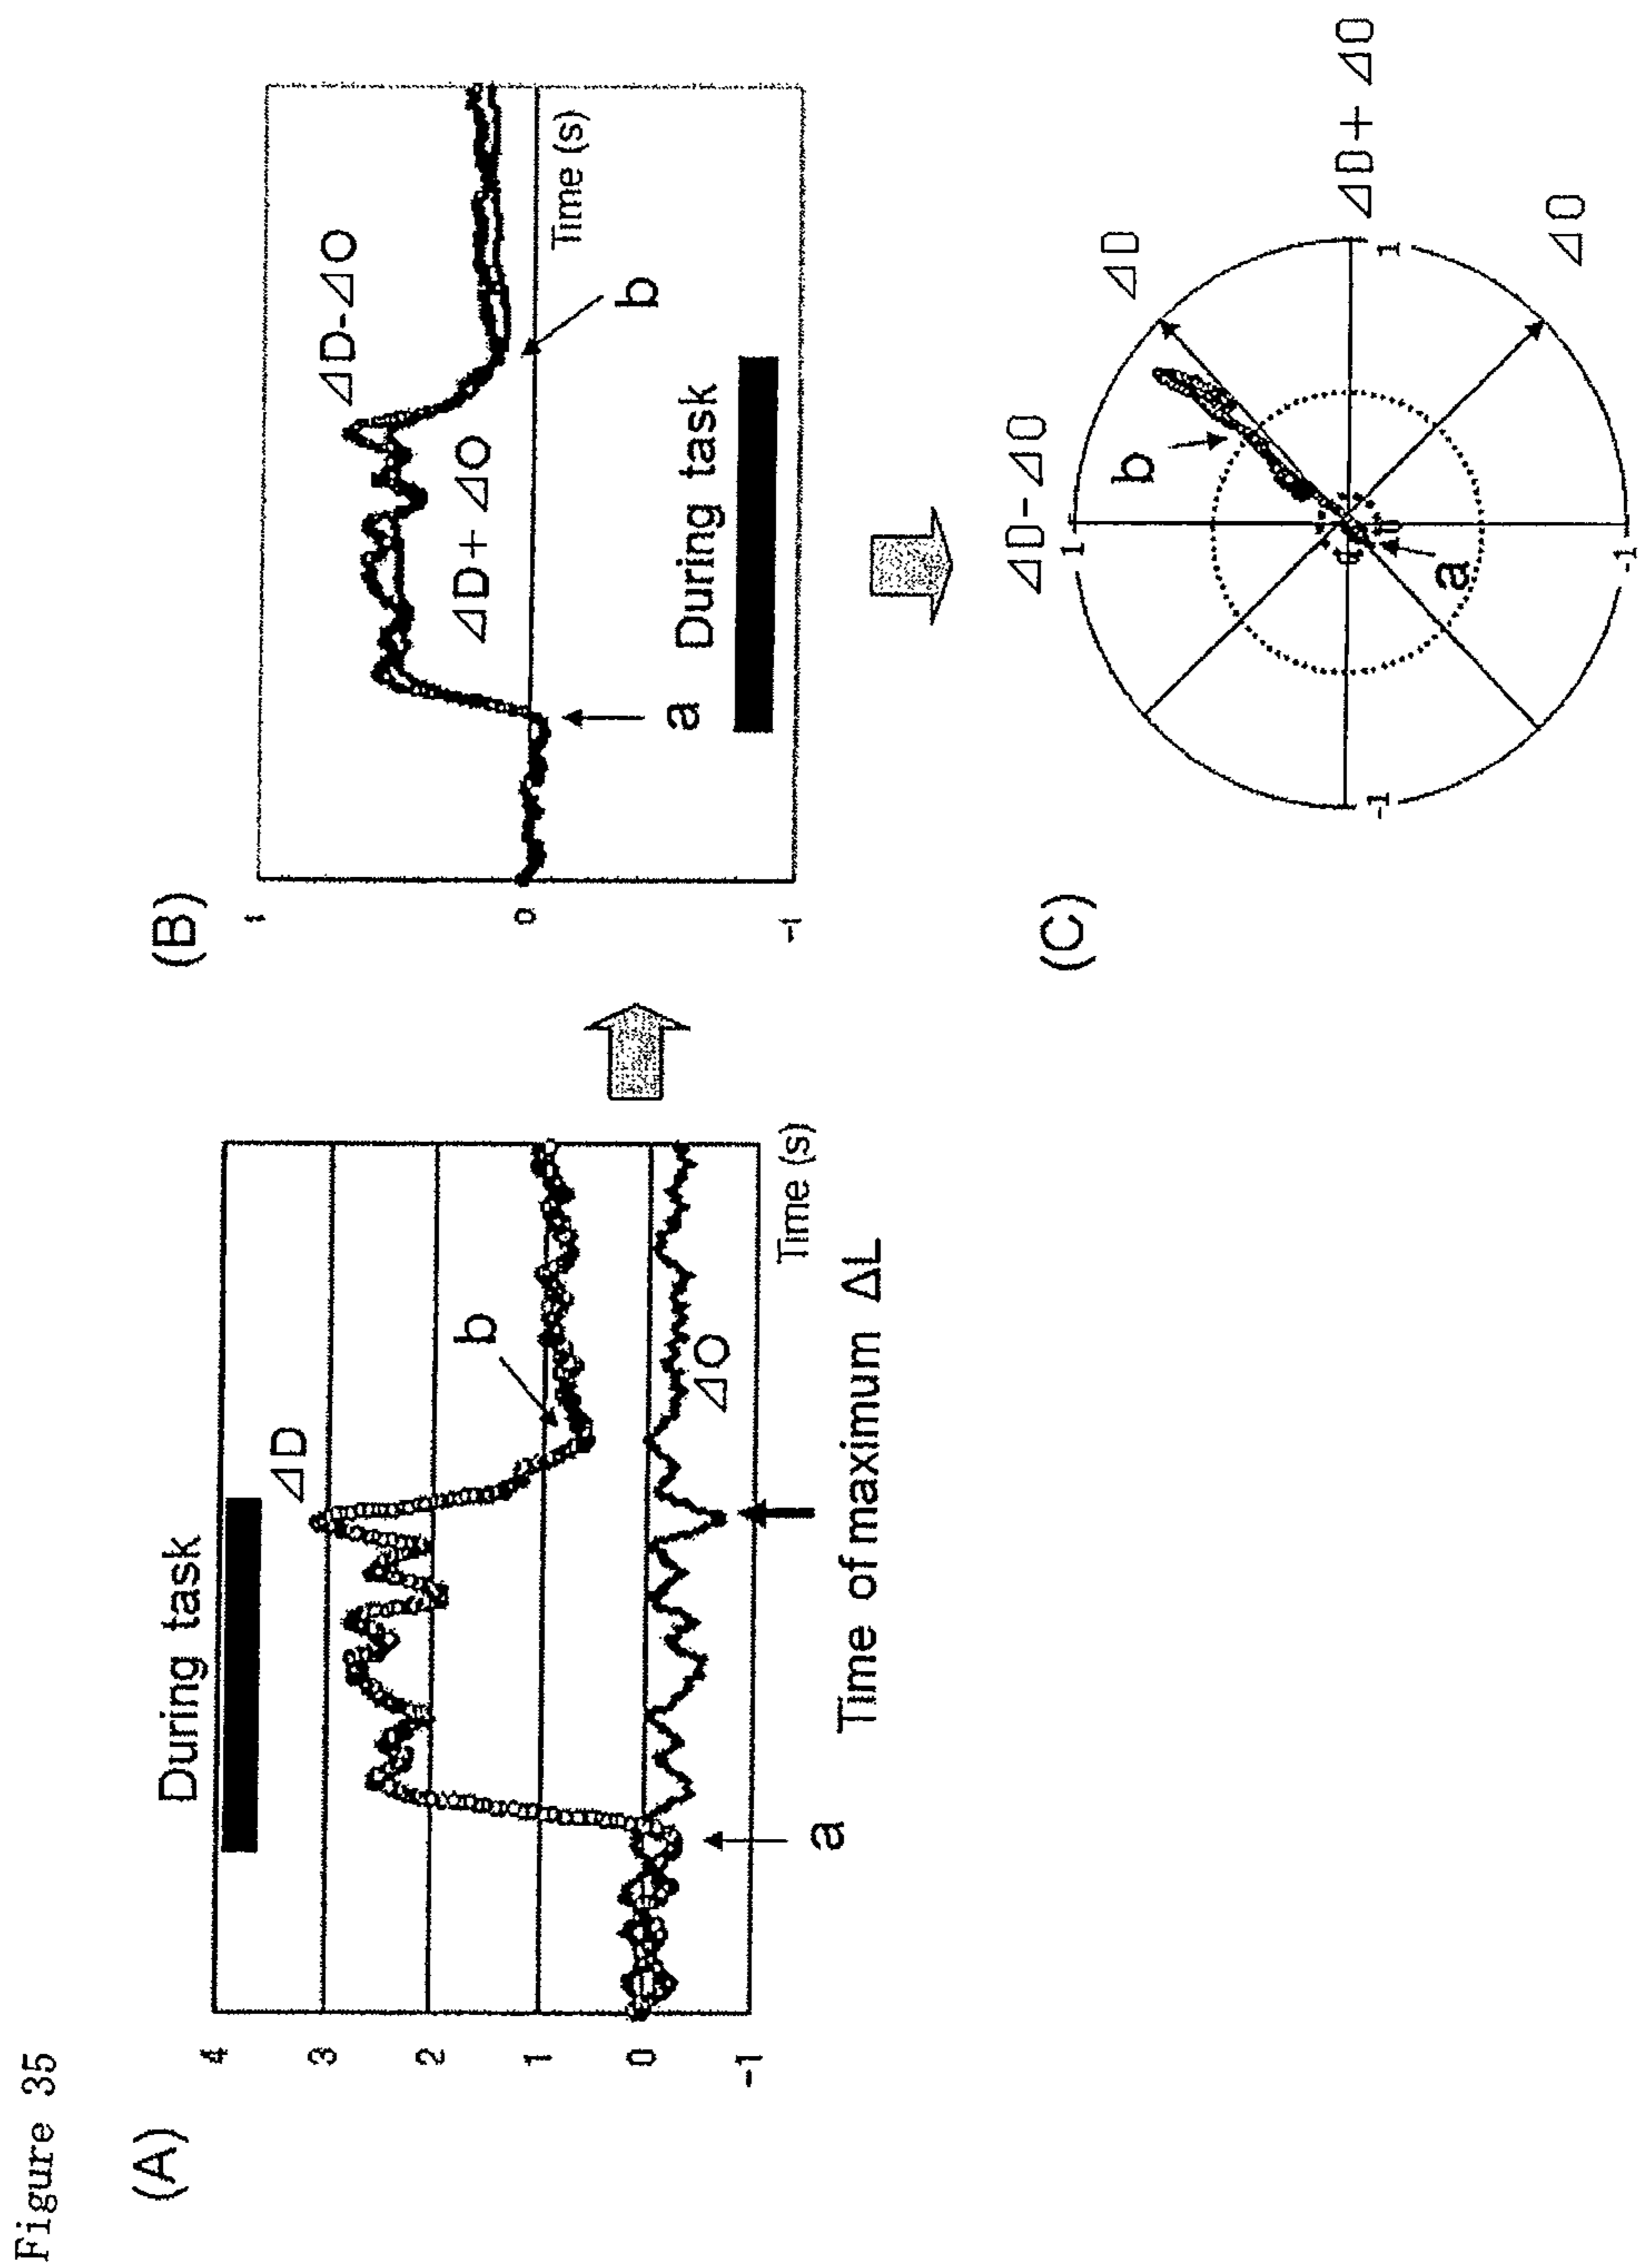 Figure 35
(A)
During task
4
3
2
1
0
-1
ΔD
b
ΔO
a
Time (s)
Time of maximum ΔL
(B)
1
0
-1
ΔD-ΔO
ΔD+ΔO
Time (s)
a
b
During task
(C)
ΔD-ΔO
1
ΔD
b
a
-1
1
ΔD+ΔO
ΔO
-1